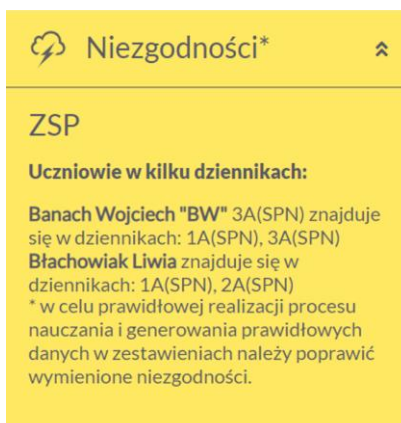 Niezgodności*
ZSP
Uczniowie w kilku dziennikach:
Banach Wojciech "BW" 3A(SPN) znajduje
się w dziennikach: 1A(SPN), 3A(SPN)
Błachowiak Liwia znajduje się w
dziennikach: 1A(SPN), 2A(SPN)
* w celu prawidłowej realizacji procesu
nauczania i generowania prawidłowych
danych w zestawieniach należy poprawić
wymienione niezgodności.